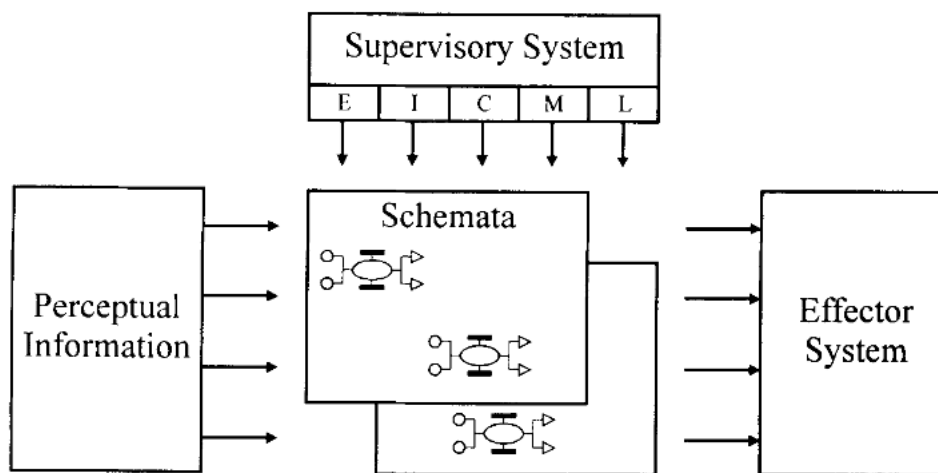 Supervisory System
E I C M L
Schemata
Perceptual
Information
Effector
System